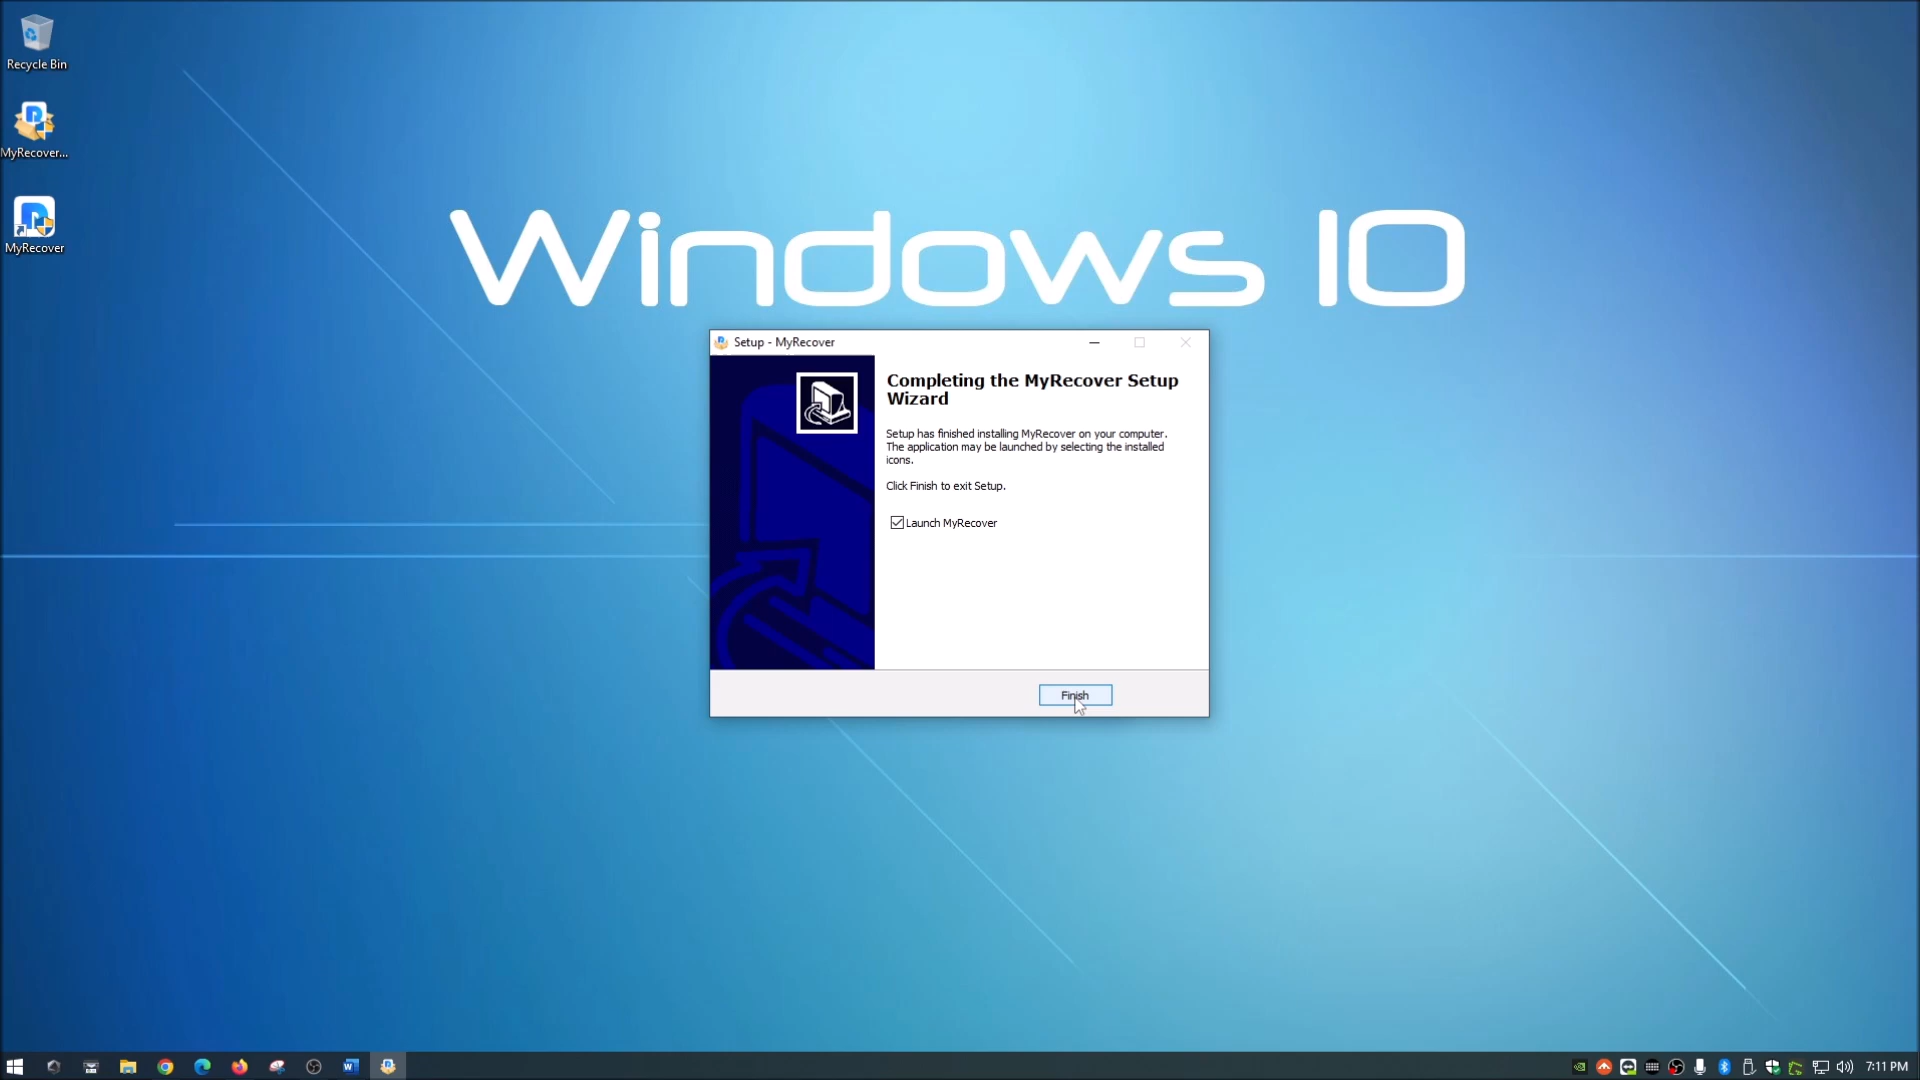 Recycle Bin
MyRecover...
MyRecover
Windows 10
Setup - MyRecover
Completing the MyRecover Setup
Wizard
Setup has finished installing MyRecover on your computer.
The application may be launched by selecting the installed
icons.
Click Finish to exit Setup.
Launch MyRecover
Finish
7:11 PM